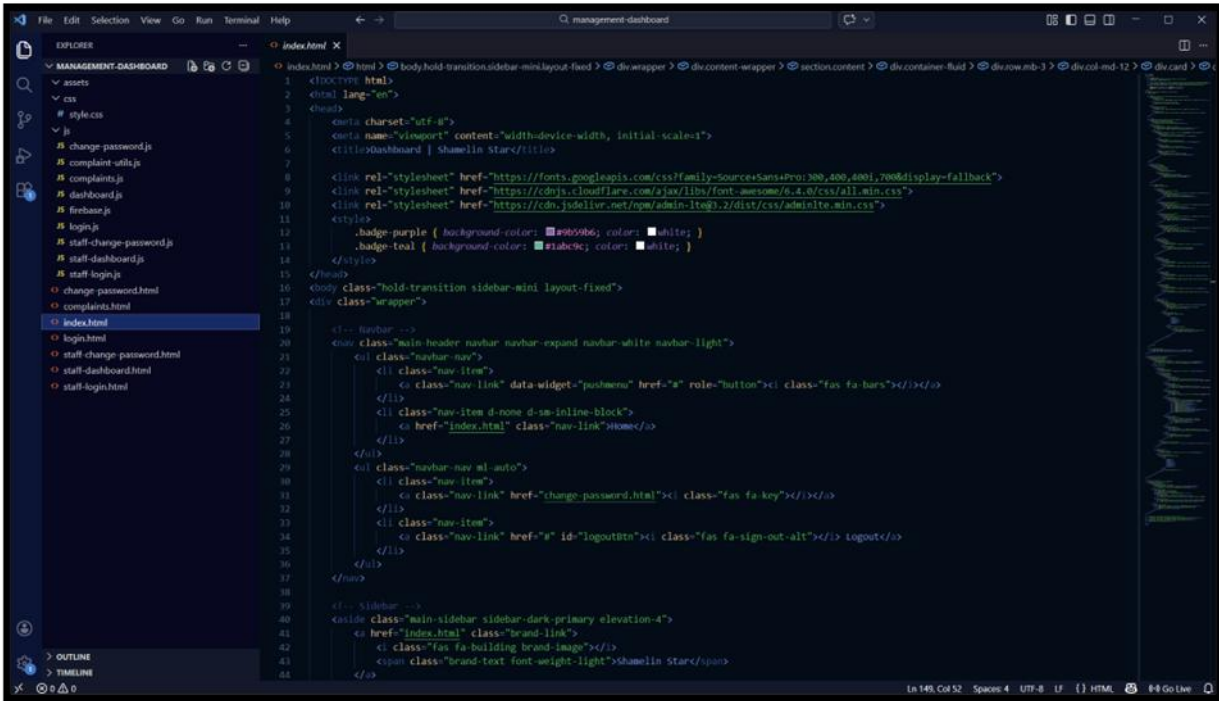 File Edit Selection View Go Run Terminal Help
management-dashboard
EXPLORER
MANAGEMENT-DASHBOARD
assets
css
# style.css
js
JS change-password.js
JS complaint-utils.js
JS complaints.js
JS dashboard.js
JS firebase.js
JS login.js
JS staff-change-password.js
JS staff-dashboard.js
JS staff-login.js
change-password.html
complaints.html
index.html
login.html
staff-change-password.html
staff-dashboard.html
staff-login.html
OUTLINE
TIMELINE
index.html
index.html > html > body.hold-transition.sidebar-mini.layout-fixed > div.wrapper > div.content-wrapper > section.content > div.container-fluid > div.row.mb-3 > div.col-md-12 > div.card >
1 <!DOCTYPE html>
2 <html lang="en">
3 <head>
4 <meta charset="utf-8">
5 <meta name="viewport" content="width=device-width, initial-scale=1">
6 <title>Dashboard | Shamelin Star</title>
7
8 <link rel="stylesheet" href="https://fonts.googleapis.com/css?family=Source+Sans+Pro:300,400,400i,700&display=fallback">
9 <link rel="stylesheet" href="https://cdnjs.cloudflare.com/ajax/libs/font-awesome/6.4.0/css/all.min.css">
10 <link rel="stylesheet" href="https://cdn.jsdelivr.net/npm/admin-lte@3.2/dist/css/adminlte.min.css">
11 <style>
12 .badge-purple { background-color: #9b59b6; color: white; }
13 .badge-teal { background-color: #1abc9c; color: white; }
14 </style>
15 </head>
16 <body class="hold-transition sidebar-mini layout-fixed">
17 <div class="wrapper">
18
19 <!-- Navbar -->
20 <nav class="main-header navbar navbar-expand navbar-white navbar-light">
21 <ul class="navbar-nav">
22 <li class="nav-item">
23 <a class="nav-link" data-widget="pushmenu" href="#" role="button"><i class="fas fa-bars"></i></a>
24 </li>
25 <li class="nav-item d-none d-sm-inline-block">
26 <a href="index.html" class="nav-link">Home</a>
27 </li>
28 </ul>
29 <ul class="navbar-nav ml-auto">
30 <li class="nav-item">
31 <a class="nav-link" href="change-password.html"><i class="fas fa-key"></i></a>
32 </li>
33 <li class="nav-item">
34 <a class="nav-link" href="#" id="logoutBtn"><i class="fas fa-sign-out-alt"></i> Logout</a>
35 </li>
36 </ul>
37 </nav>
38
39 <!-- Sidebar -->
40 <aside class="main-sidebar sidebar-dark-primary elevation-4">
41 <a href="index.html" class="brand-link">
42 <i class="fas fa-building brand-image"></i>
43 <span class="brand-text font-weight-light">Shamelin Star</span>
44 </a>
0 0
Ln 149, Col 52 Spaces: 4 UTF-8 LF {} HTML Go Live